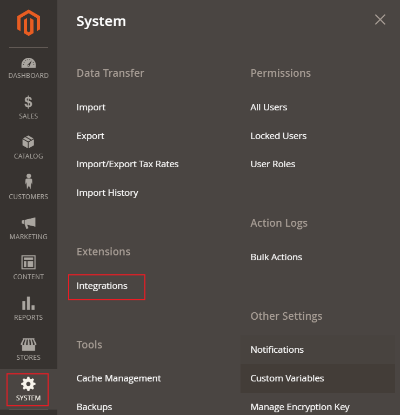 System
DASHBOARD
SALES
CATALOG
CUSTOMERS
MARKETING
CONTENT
REPORTS
STORES
SYSTEM
Data Transfer
Import
Export
Import/Export Tax Rates
Import History
Extensions
Integrations
Tools
Cache Management
Backups
Permissions
All Users
Locked Users
User Roles
Action Logs
Bulk Actions
Other Settings
Notifications
Custom Variables
Manage Encryption Key